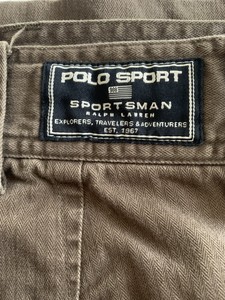 POLO SPORT
SPORTSMAN
RALPH LAUREN
EXPLORERS, TRAVELERS & ADVENTURERS
EST. 1967